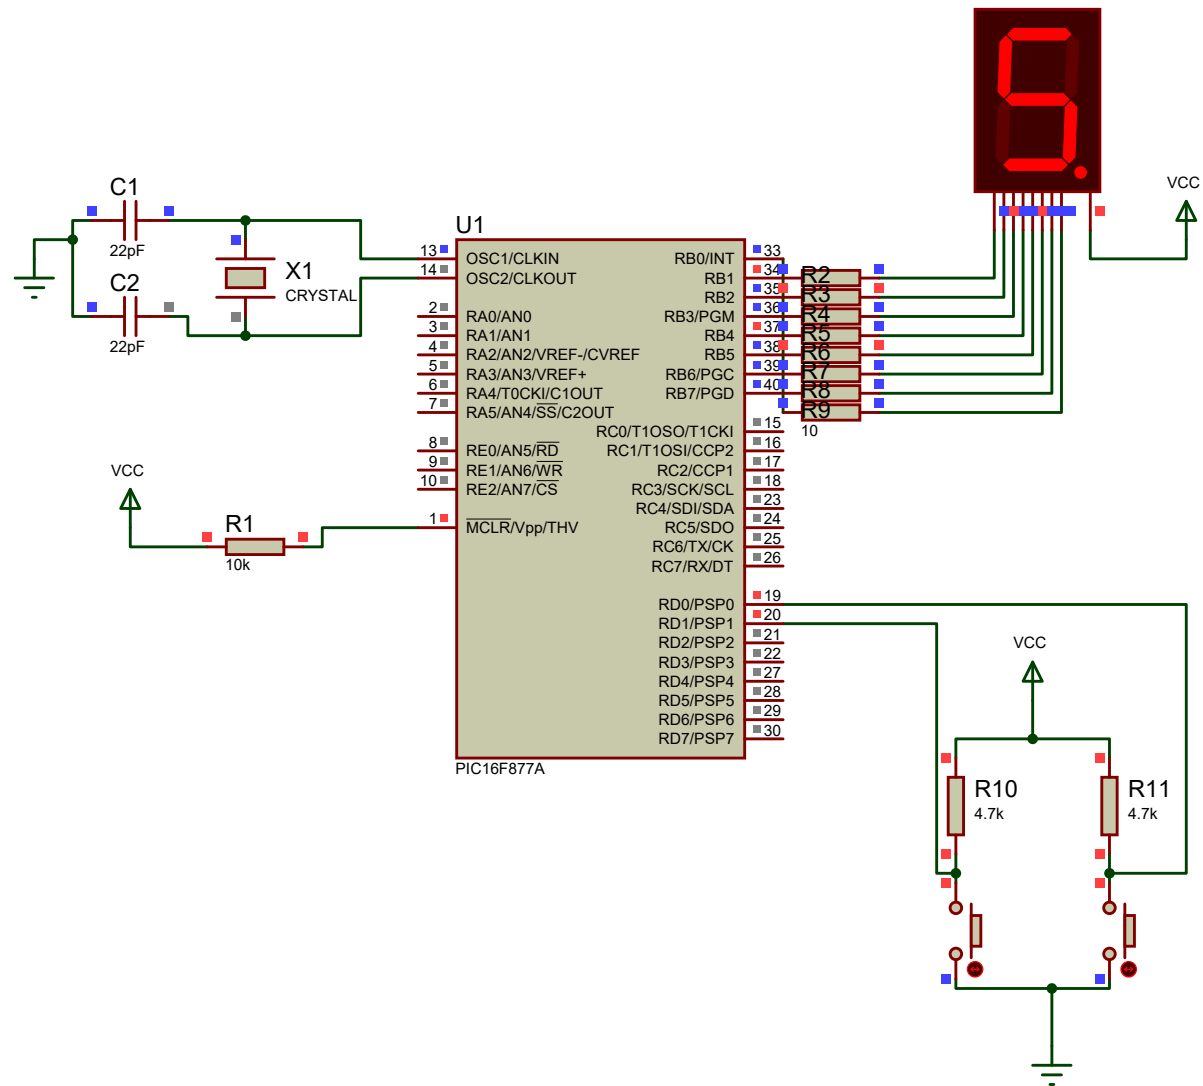 VCC
C1
22pF
C2
22pF
X1
CRYSTAL
U1
13 OSC1/CLKIN
14 OSC2/CLKOUT
2 RA0/AN0
3 RA1/AN1
4 RA2/AN2/VREF-/CVREF
5 RA3/AN3/VREF+
6 RA4/T0CKI/C1OUT
7 RA5/AN4/SS/C2OUT
8 RE0/AN5/RD
9 RE1/AN6/WR
10 RE2/AN7/CS
1 MCLR/Vpp/THV
RB0/INT 33
RB1 34
RB2 35
RB3/PGM 36
RB4 37
RB5 38
RB6/PGC 39
RB7/PGD 40
RC0/T1OSO/T1CKI 15
RC1/T1OSI/CCP2 16
RC2/CCP1 17
RC3/SCK/SCL 18
RC4/SDI/SDA 23
RC5/SDO 24
RC6/TX/CK 25
RC7/RX/DT 26
RD0/PSP0 19
RD1/PSP1 20
RD2/PSP2 21
RD3/PSP3 22
RD4/PSP4 27
RD5/PSP5 28
RD6/PSP6 29
RD7/PSP7 30
PIC16F877A
R2
R3
R4
R5
R6
R7
R8
R9
10
5.
VCC
R1
10k
VCC
R10
4.7k
R11
4.7k